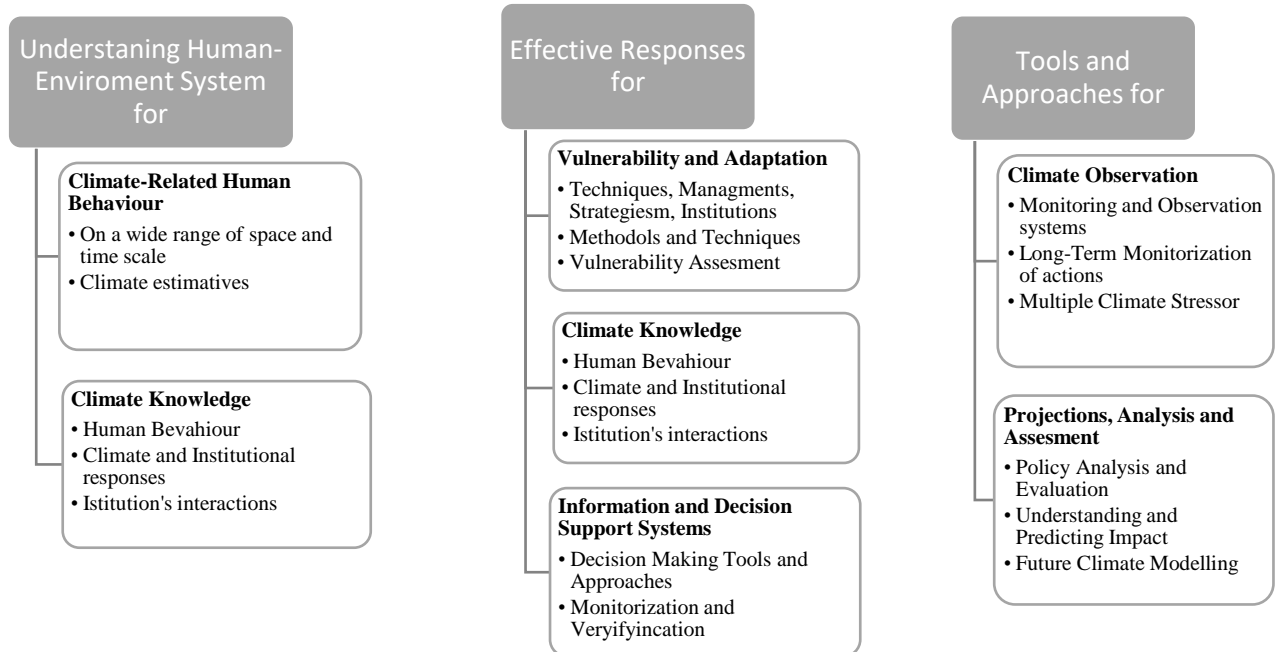 Understaning Human-
Enviroment System
for
Climate-Related Human
Behaviour
• On a wide range of space and
time scale
• Climate estimatives
Climate Knowledge
• Human Bevahiour
• Climate and Institutional
responses
• Istitution's interactions
Effective Responses
for
Vulnerability and Adaptation
• Techniques, Managments,
Strategiesm, Institutions
• Methodols and Techniques
• Vulnerability Assesment
Climate Knowledge
• Human Bevahiour
• Climate and Institutional
responses
• Istitution's interactions
Information and Decision
Support Systems
• Decision Making Tools and
Approaches
• Monitorization and
Veryifyincation
Tools and
Approaches for
Climate Observation
• Monitoring and Observation
systems
• Long-Term Monitorization
of actions
• Multiple Climate Stressor
Projections, Analysis and
Assesment
• Policy Analysis and
Evaluation
• Understanding and
Predicting Impact
• Future Climate Modelling